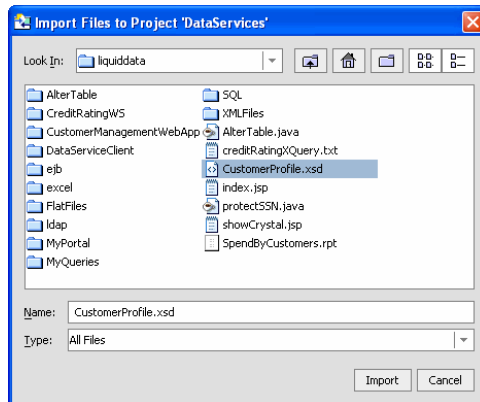 Import Files to Project 'DataServices'
Look In: liquiddata
AlterTable
CreditRatingWS
CustomerManagementWebApp
DataServiceClient
ejb
excel
FlatFiles
ldap
MyPortal
MyQueries
SQL
XMLFiles
AlterTable.java
creditRatingXQuery.txt
CustomerProfile.xsd
index.jsp
protectSSN.java
showCrystal.jsp
SpendByCustomers.rpt
Name: CustomerProfile.xsd
Type: All Files
Import Cancel